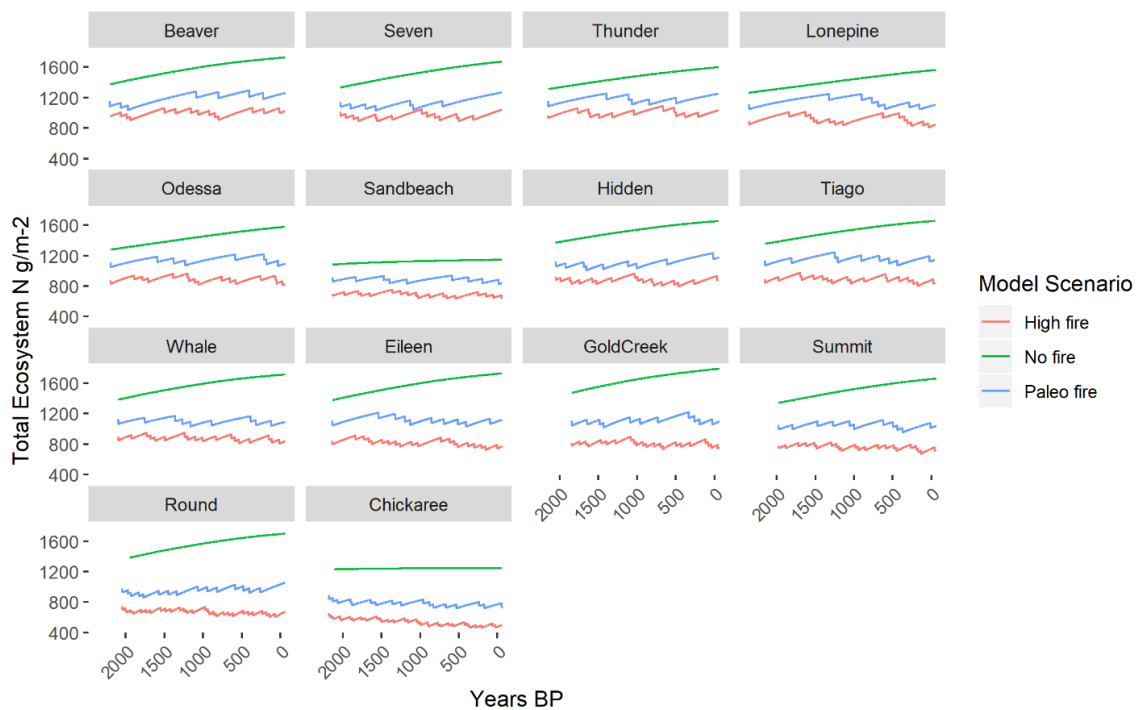 Beaver Seven Thunder Lonepine
1600
1200
800
400
Odessa Sandbeach Hidden Tiago
1600
1200
800
400
Whale Eileen GoldCreek Summit
1600
1200
800
400
2000 1500 1000 500 0 2000 1500 1000 500 0
Round Chickaree
1600
1200
800
400
2000 1500 1000 500 0 2000 1500 1000 500 0
Total Ecosystem N g/m-2
Years BP
Model Scenario
High fire
No fire
Paleo fire